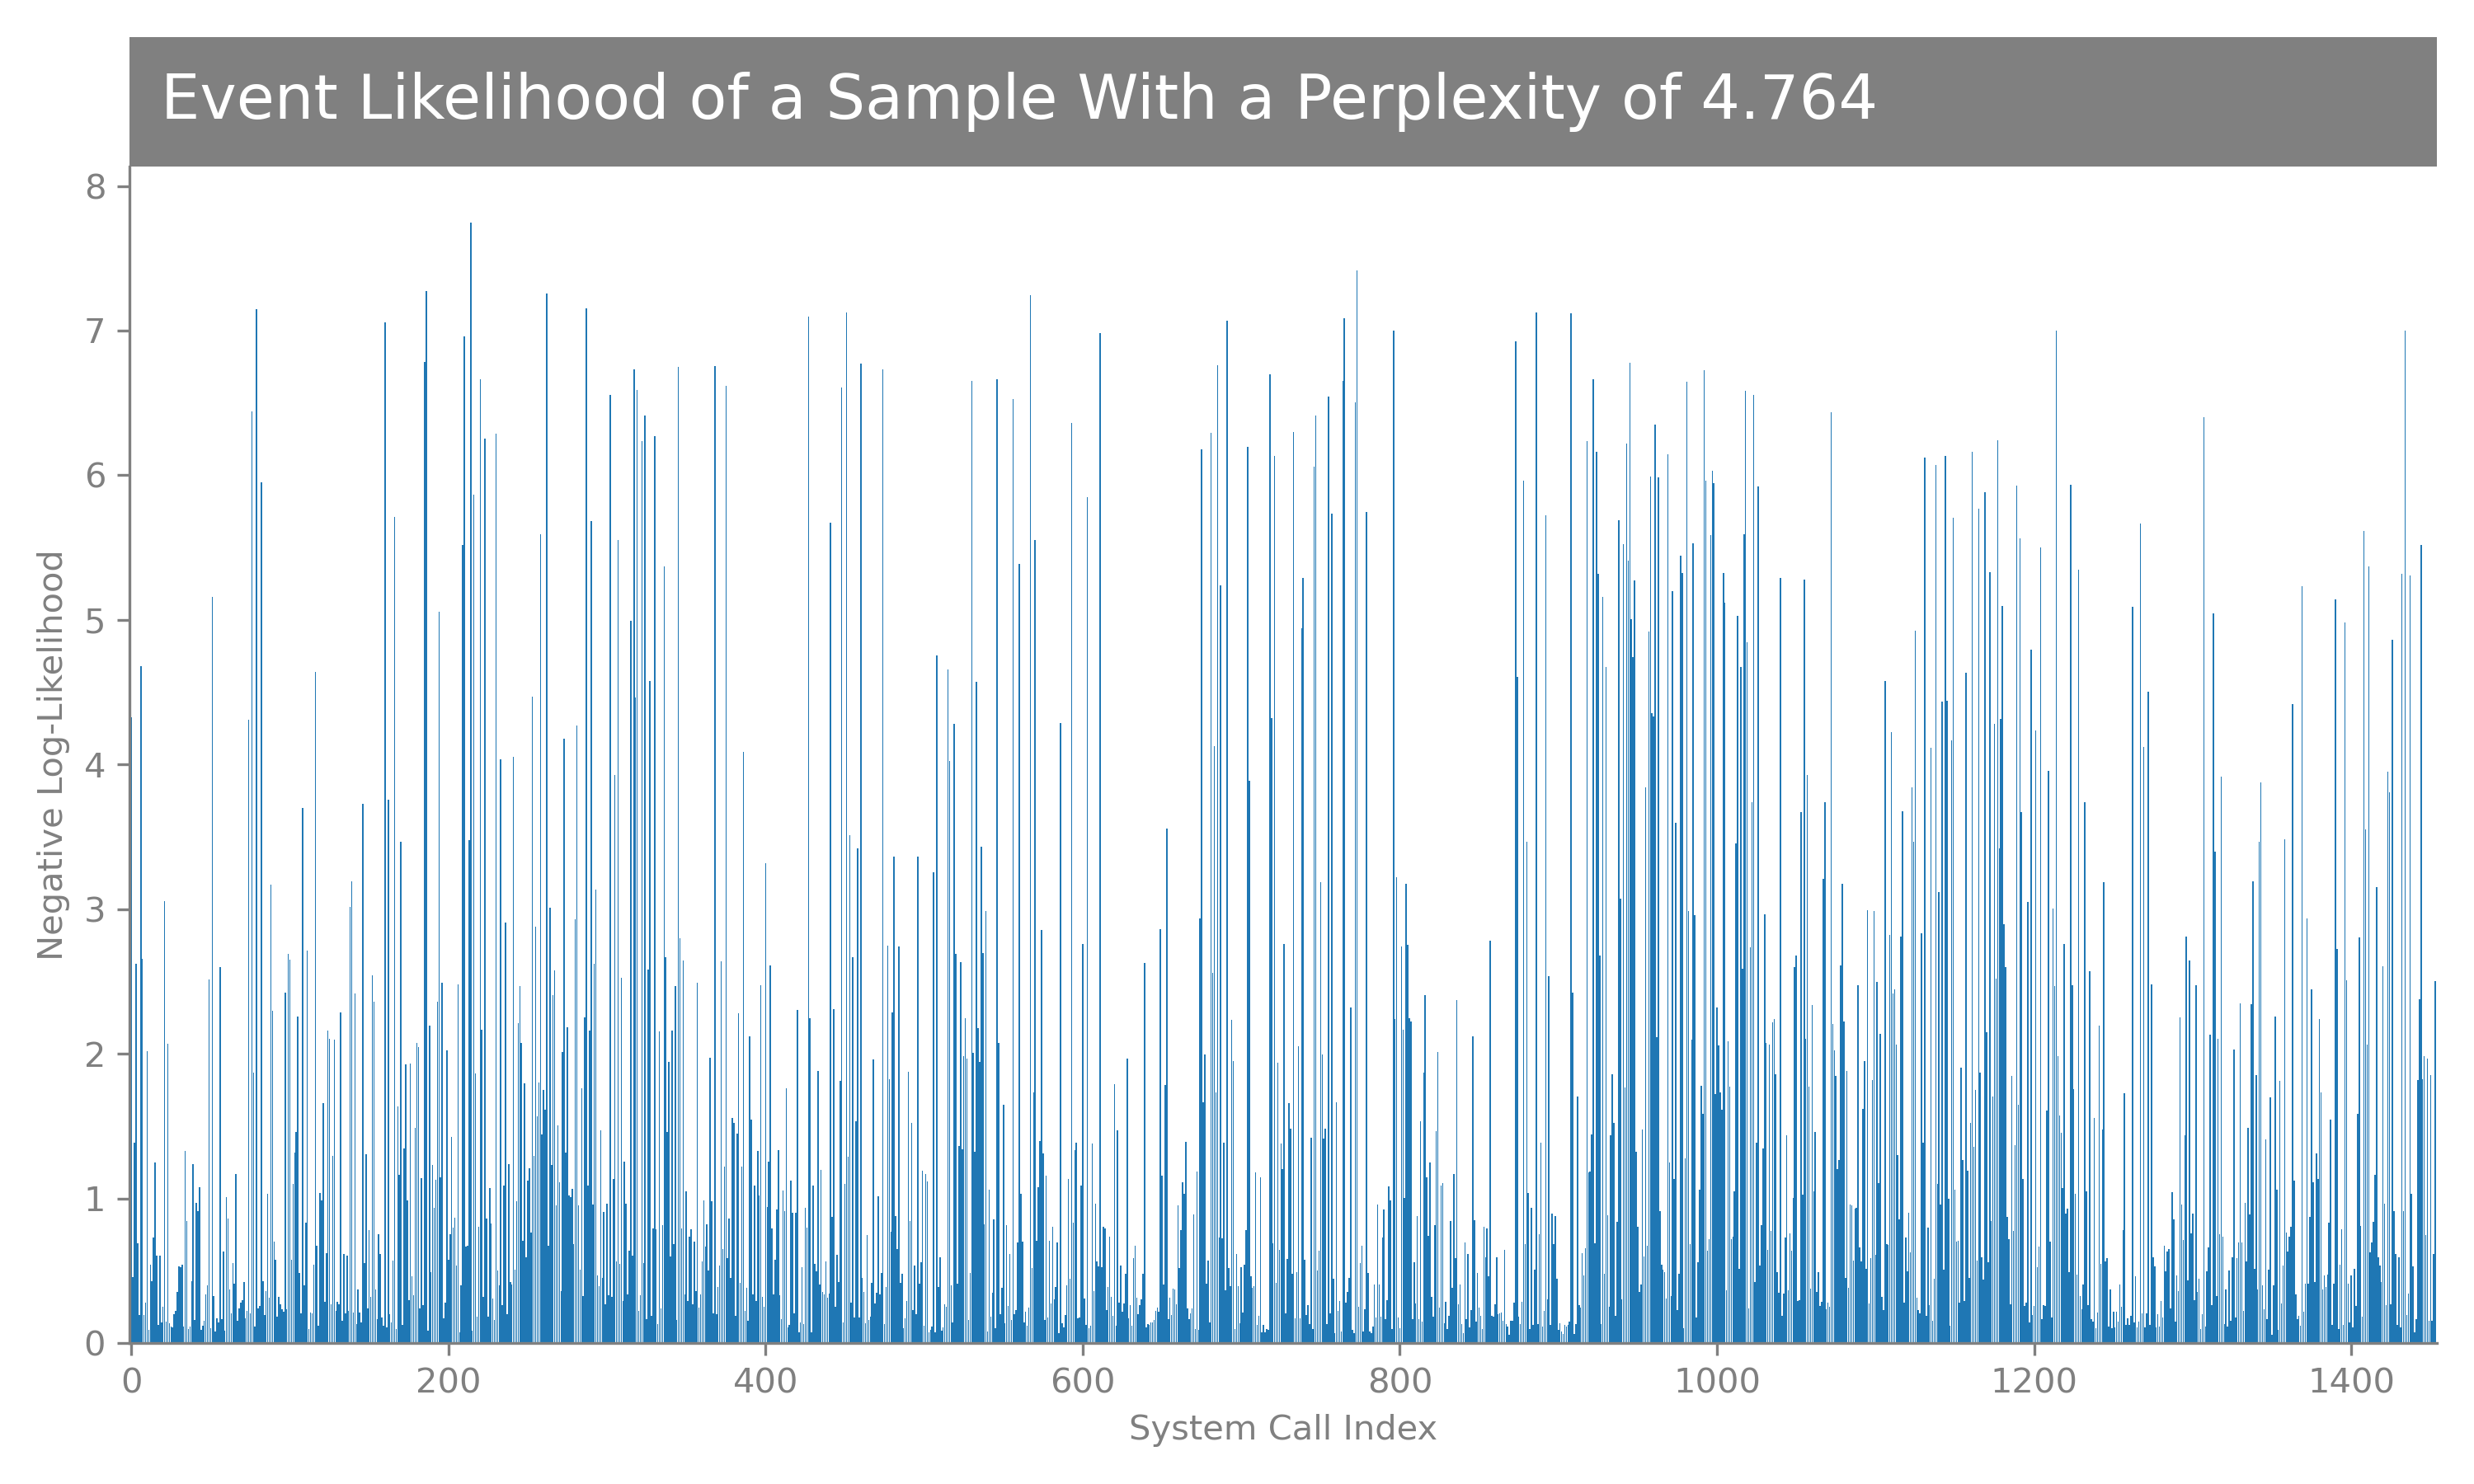 Event Likelihood of a Sample With a Perplexity of 4.764
8
7
6
5
4
3
2
1
0
Negative Log-Likelihood
0 200 400 600 800 1000 1200 1400
System Call Index